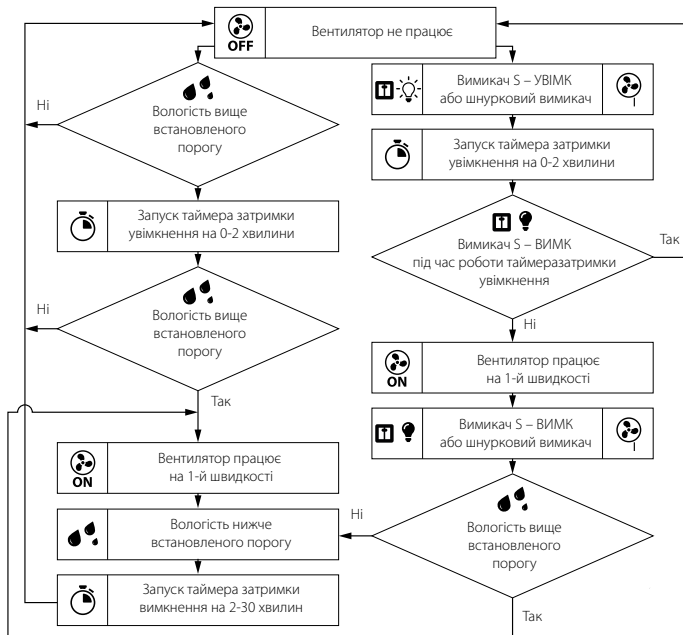 OFF
Вентилятор не працює
Вологість вище
встановленого
порогу
Ні
Запуск таймера затримки
увімкнення на 0-2 хвилини
Вологість вище
встановленого
порогу
Ні
Так
ON
Вентилятор працює
на 1-й швидкості
Вологість нижче
встановленого порогу
Запуск таймера затримки
вимкнення на 2-30 хвилин
Вимикач S – УВІМК
або шнурковий вимикач
Запуск таймера затримки
увімкнення на 0-2 хвилини
Вимикач S – ВИМК
під час роботи таймеразатримки
увімкнення
Так
Ні
ON
Вентилятор працює
на 1-й швидкості
Вимикач S – ВИМК
або шнурковий вимикач
Вологість вище
встановленого
порогу
Ні
Так